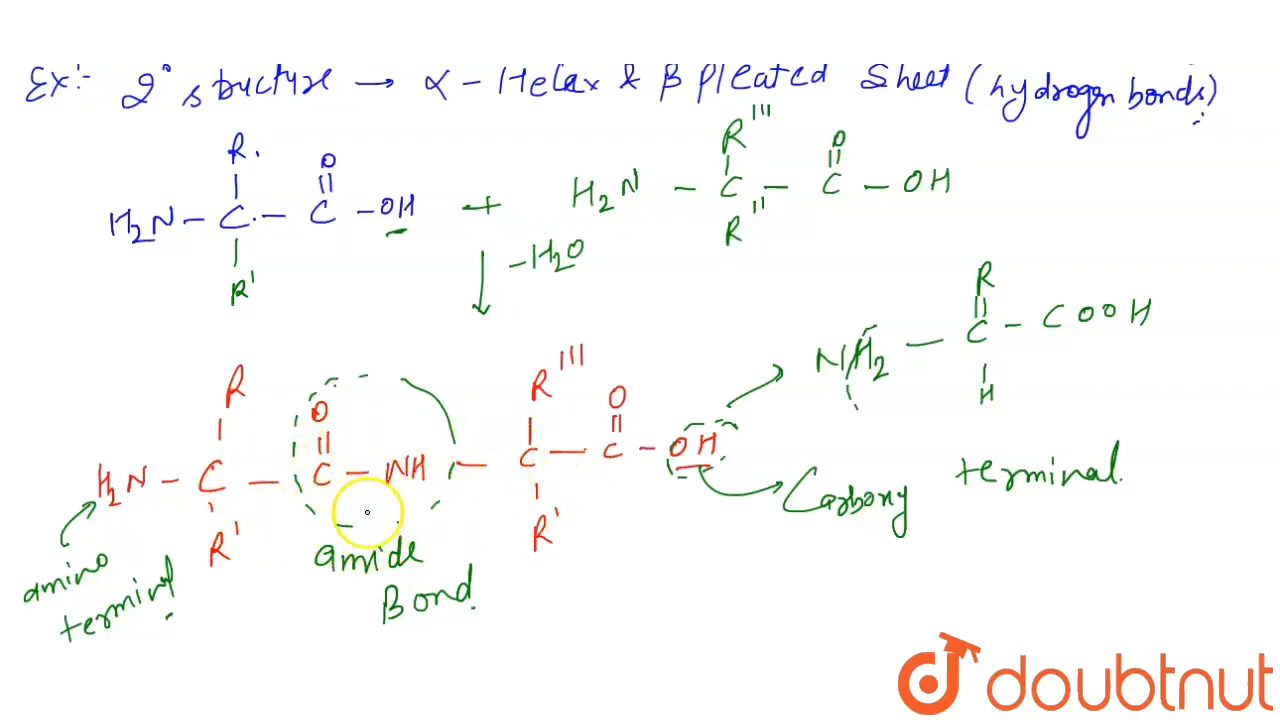 Ex:- 2° structure → α - Helix & β pleated sheet (hydrogen bonds)
R. O R''' O
H2N - C - C - OH + H2N - C - C - OH
R' R''
-H2O
R
NH2 - C - COOH
H
R O R''' O
H2N - C - C - NH - C - C - OH
R' R'
amino terminal
amide Bond
Carboxy terminal
doubtnut